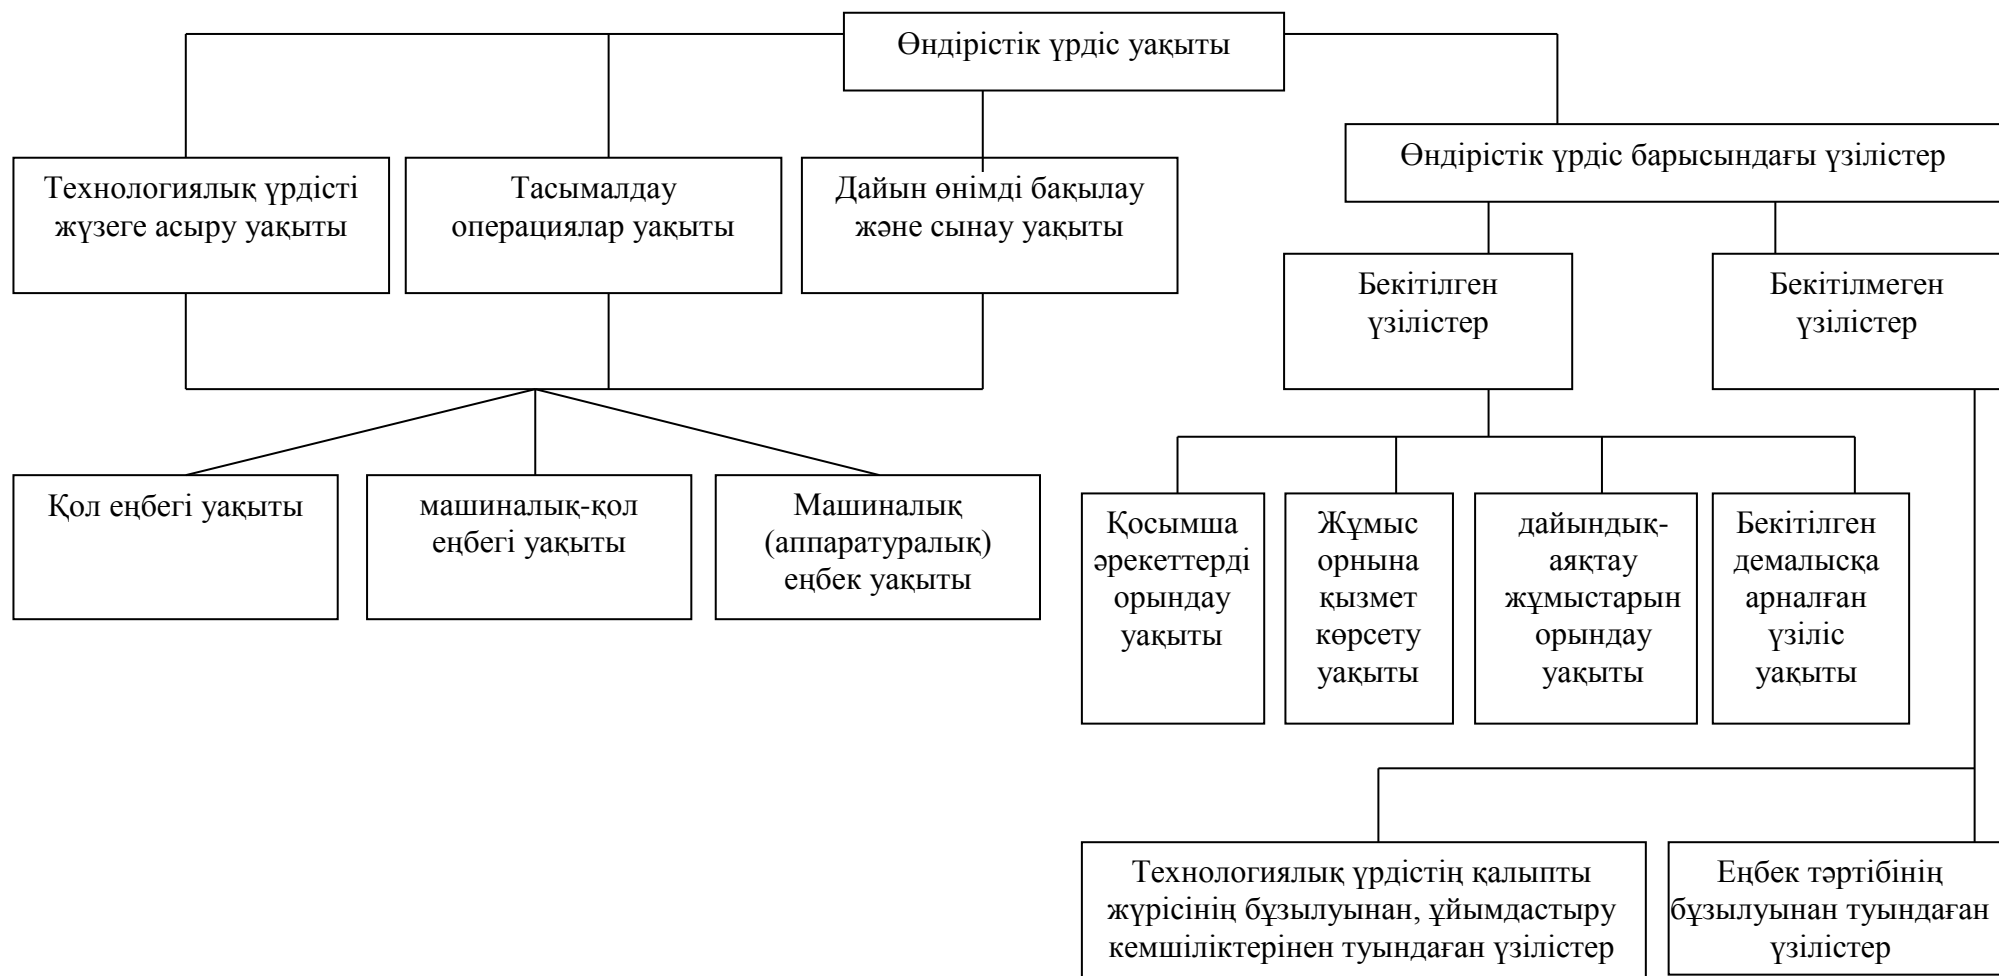 Өндірістік үрдіс уақыты
Өндірістік үрдіс барысындағы үзілістер
Технологиялық үрдісті
жүзеге асыру уақыты
Тасымалдау
операциялар уақыты
Дайын өнімді бақылау
және сынау уақыты
Бекітілген
үзілістер
Бекітілмеген
үзілістер
Қол еңбегі уақыты
машиналық-қол
еңбегі уақыты
Машиналық
(аппаратуралық)
еңбек уақыты
Қосымша
әрекеттерді
орындау
уақыты
Жұмыс
орнына
қызмет
көрсету
уақыты
дайындық-
аяқтау
жұмыстарын
орындау
уақыты
Бекітілген
демалысқа
арналған
үзіліс
уақыты
Технологиялық үрдістің қалыпты
жүрісінің бұзылуынан, ұйымдастыру
кемшіліктерінен туындаған үзілістер
Еңбек тәртібінің
бұзылуынан туындаған
үзілістер